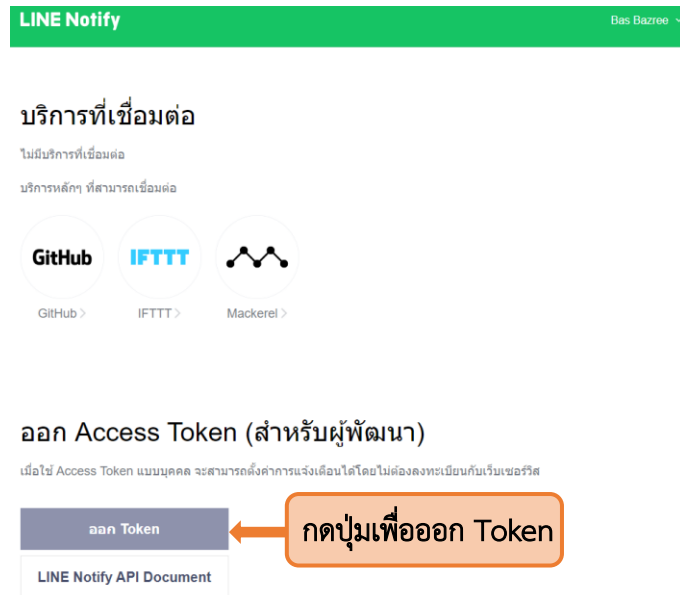 LINE Notify
Bas Bazree
บริการที่เชื่อมต่อ
ไม่มีบริการที่เชื่อมต่อ
บริการหลักๆ ที่สามารถเชื่อมต่อ
GitHub
IFTTT
GitHub
IFTTT
Mackerel
ออก Access Token (สำหรับผู้พัฒนา)
เมื่อใช้ Access Token แบบบุคคล จะสามารถตั้งค่าการแจ้งเตือนได้โดยไม่ต้องลงทะเบียนกับเว็บเซอร์วิส
ออก Token
กดปุ่มเพื่อออก Token
LINE Notify API Document